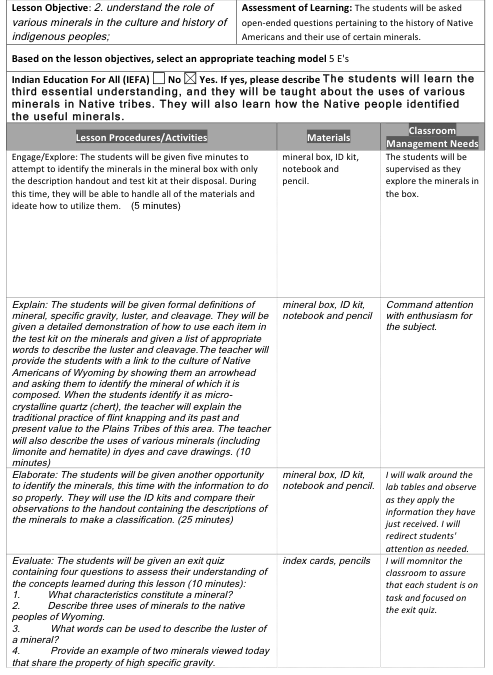 Lesson Objective: 2. understand the role of
various minerals in the culture and history of
indigenous peoples;
Assessment of Learning: The students will be asked
open-ended questions pertaining to the history of Native
Americans and their use of certain minerals.
Based on the lesson objectives, select an appropriate teaching model 5 E's
Indian Education For All (IEFA) ☐ No ☒ Yes. If yes, please describe The students will learn the
third essential understanding, and they will be taught about the uses of various
minerals in Native tribes. They will also learn how the Native people identified
the useful minerals.
Lesson Procedures/Activities
Materials
Classroom
Management Needs
Engage/Explore: The students will be given five minutes to
attempt to identify the minerals in the mineral box with only
the description handout and test kit at their disposal. During
this time, they will be able to handle all of the materials and
ideate how to utilize them. (5 minutes)
mineral box, ID kit,
notebook and
pencil.
The students will be
supervised as they
explore the minerals in
the box.
Explain: The students will be given formal definitions of
mineral, specific gravity, luster, and cleavage. They will be
given a detailed demonstration of how to use each item in
the test kit on the minerals and given a list of appropriate
words to describe the luster and cleavage.The teacher will
provide the students with a link to the culture of Native
Americans of Wyoming by showing them an arrowhead
and asking them to identify the mineral of which it is
composed. When the students identify it as micro-
crystalline quartz (chert), the teacher will explain the
traditional practice of flint knapping and its past and
present value to the Plains Tribes of this area. The teacher
will also describe the uses of various minerals (including
limonite and hematite) in dyes and cave drawings. (10
minutes)
mineral box, ID kit,
notebook and pencil
Command attention
with enthusiasm for
the subject.
Elaborate: The students will be given another opportunity
to identify the minerals, this time with the information to do
so properly. They will use the ID kits and compare their
observations to the handout containing the descriptions
of the minerals to make a classification. (25 minutes)
mineral box, ID kit,
notebook and pencil.
I will walk around the
lab tables and observe
as they apply the
information they have
just received. I will
redirect students'
attention as needed.
Evaluate: The students will be given an exit quiz
containing four questions to assess their understanding of
the concepts learned during this lesson (10 minutes):
1. What characteristics constitute a mineral?
2. Describe three uses of minerals to the native
peoples of Wyoming.
3. What words can be used to describe the luster of
a mineral?
4. Provide an example of two minerals viewed today
that share the property of high specific gravity.
index cards, pencils
I will momnitor the
classroom to assure
that each student is on
task and focused on
the exit quiz.